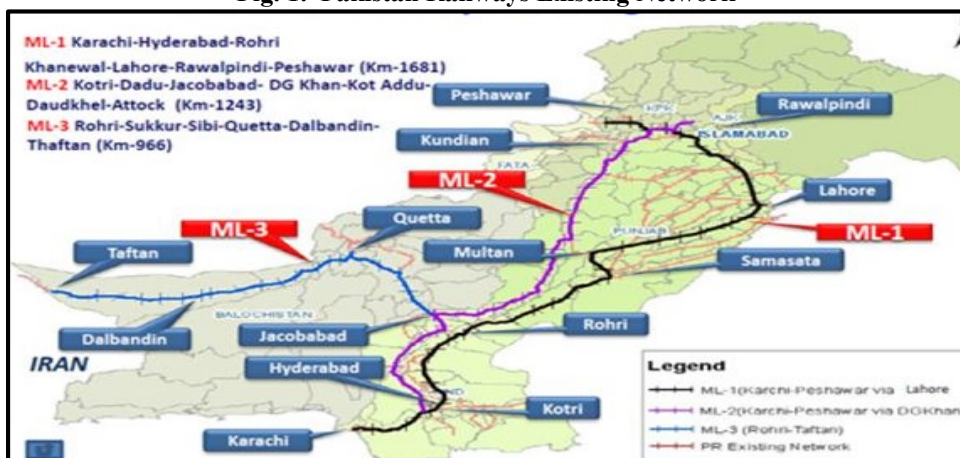 Fig. 1. Pakistan Railways Existing Network
ML-1 Karachi-Hyderabad-Rohri
Khanewal-Lahore-Rawalpindi-Peshawar (Km-1681)
ML-2 Kotri-Dadu-Jacobabad- DG Khan-Kot Addu-
Daudkhel-Attock (Km-1243)
ML-3 Rohri-Sukkur-Sibi-Quetta-Dalbandin-
Thaftan (Km-966)
Peshawar
KPK
AJK
Rawalpindi
ISLAMABAD
Kundian
FATA
ML-2
Lahore
Quetta
ML-3
PUNJAB
ML-1
Taftan
Multan
Samasata
BALOCHISTAN
Jacobabad
Rohri
Dalbandin
IRAN
Hyderabad
ND
Kotri
Karachi
Legend
ML-1(Karchi-Peshawar via Lahore
ML-2(Karchi-Peshawar via DGKhan
ML-3 (Rohri-Taftan)
PR Existing Network